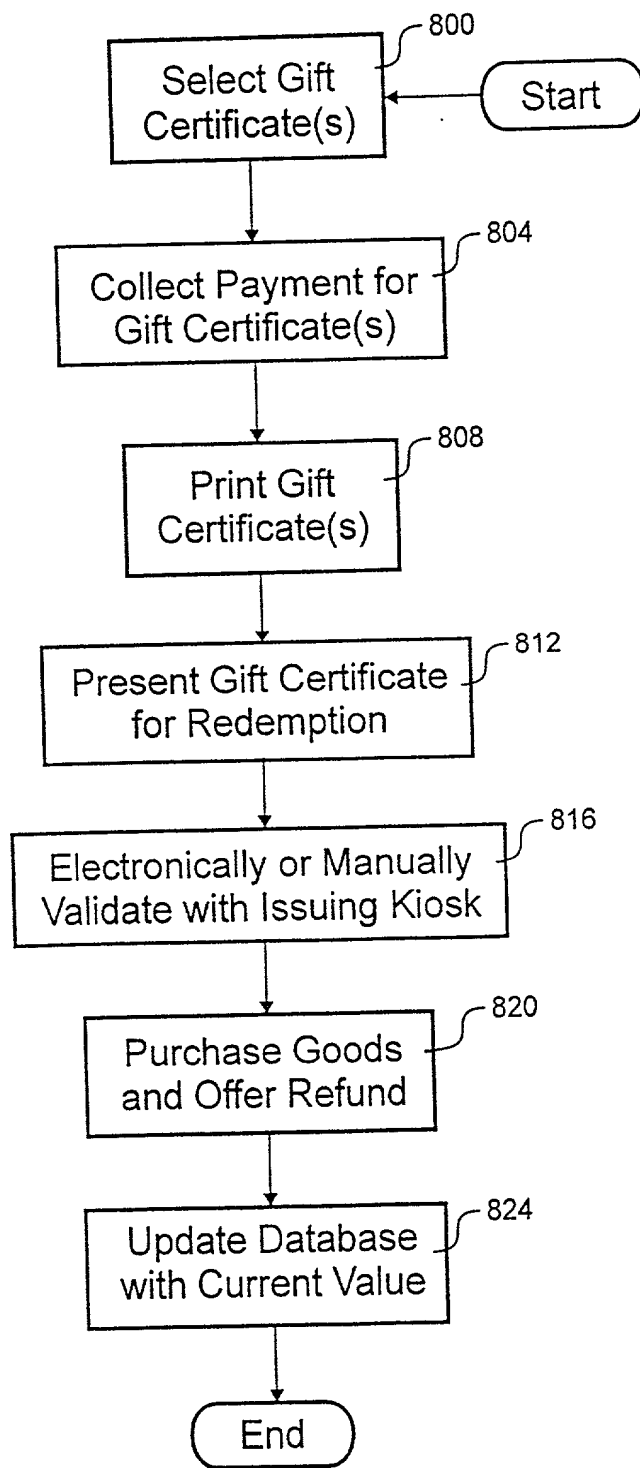 800
Select Gift
Certificate(s)
Start
804
Collect Payment for
Gift Certificate(s)
808
Print Gift
Certificate(s)
812
Present Gift Certificate
for Redemption
816
Electronically or Manually
Validate with Issuing Kiosk
820
Purchase Goods
and Offer Refund
824
Update Database
with Current Value
End